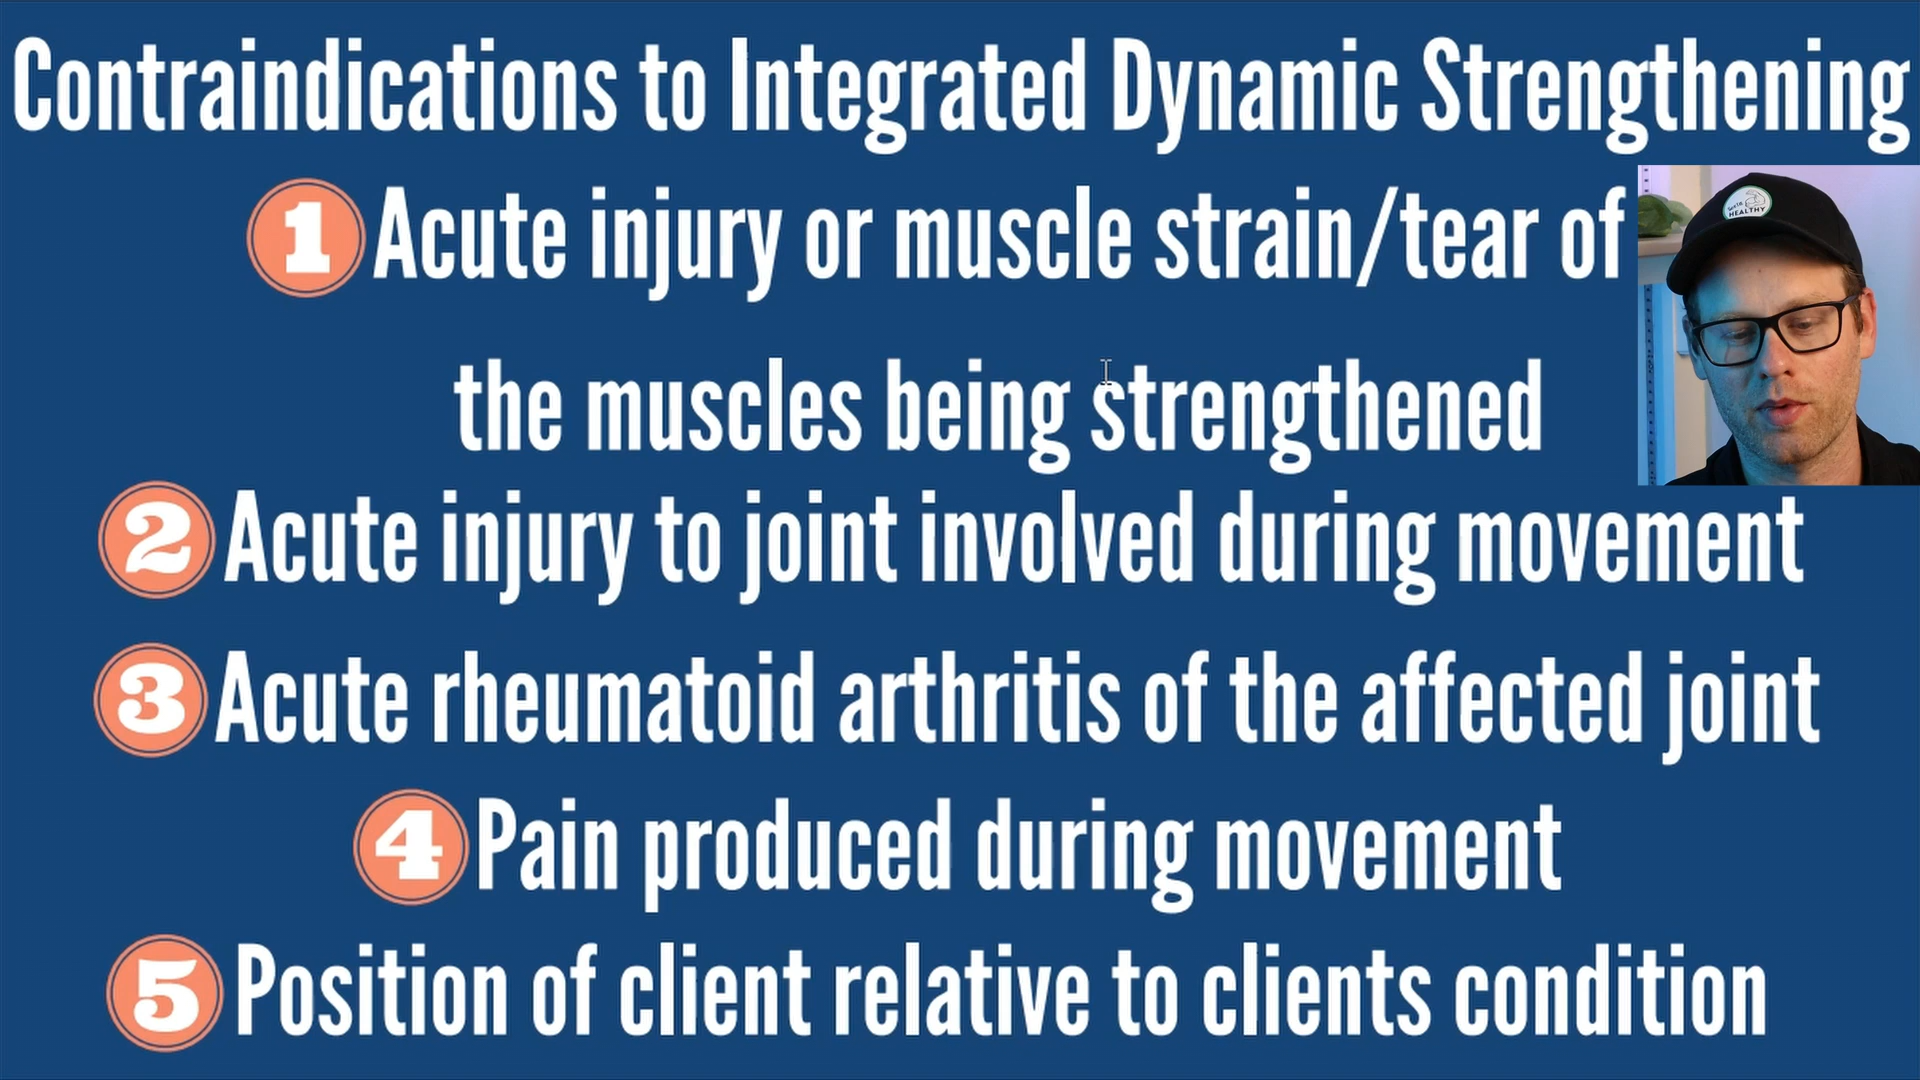 Contraindications to Integrated Dynamic Strengthening
1 Acute injury or muscle strain/tear of
the muscles being strengthened
2 Acute injury to joint involved during movement
3 Acute rheumatoid arthritis of the affected joint
4 Pain produced during movement
5 Position of client relative to clients condition
HEALTHY